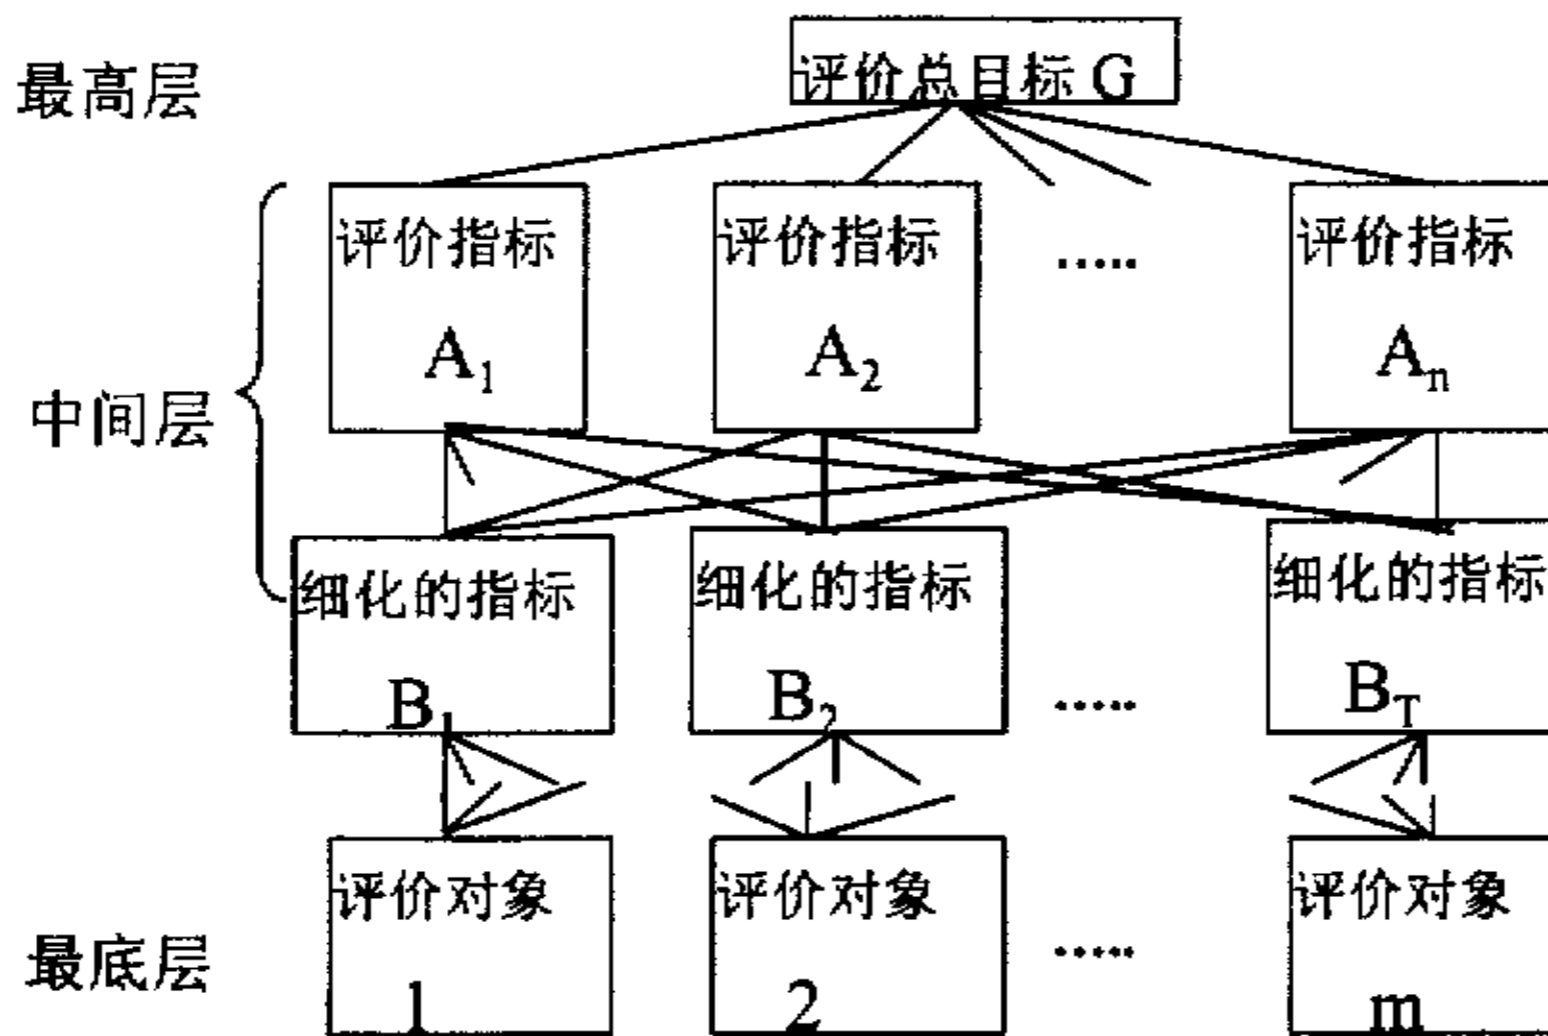 最高层
评价总目标 G
评价指标 评价指标 ..... 评价指标
A₁ A₂ Aₙ
中间层
细化的指标 细化的指标 细化的指标
B₁ B₂ ..... B_T
评价对象 评价对象 ..... 评价对象
最底层
1 2 m